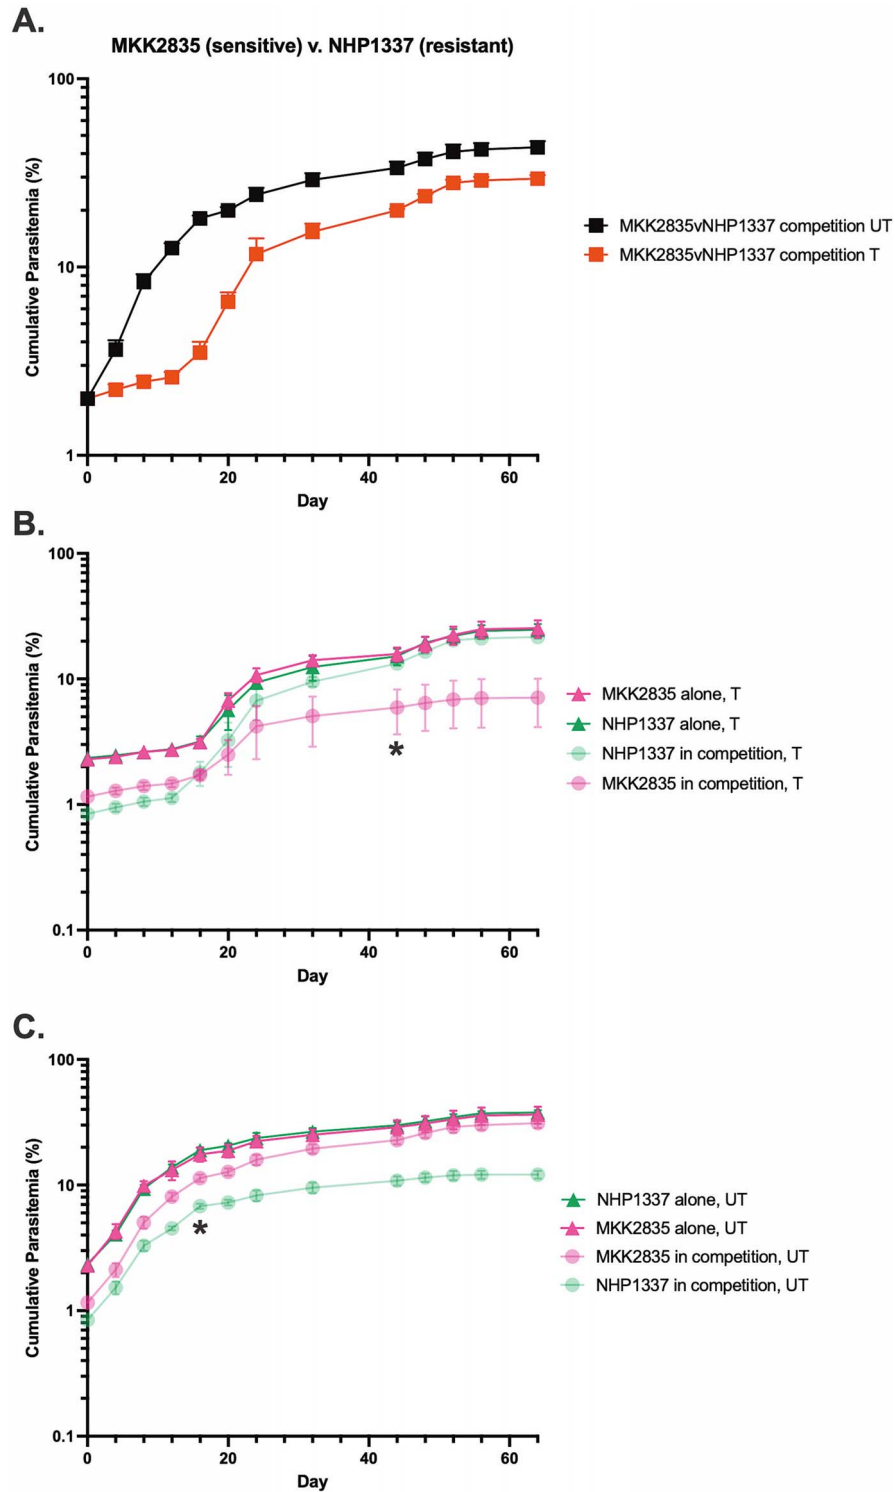 A.
MKK2835 (sensitive) v. NHP1337 (resistant)
100
10
1
Cumulative Parasitemia (%)
0 20 40 60
Day
MKK2835vNHP1337 competition UT
MKK2835vNHP1337 competition T
B.
100
10
1
0.1
Cumulative Parasitemia (%)
*
0 20 40 60
Day
MKK2835 alone, T
NHP1337 alone, T
NHP1337 in competition, T
MKK2835 in competition, T
C.
100
10
1
0.1
Cumulative Parasitemia (%)
*
0 20 40 60
Day
NHP1337 alone, UT
MKK2835 alone, UT
MKK2835 in competition, UT
NHP1337 in competition, UT